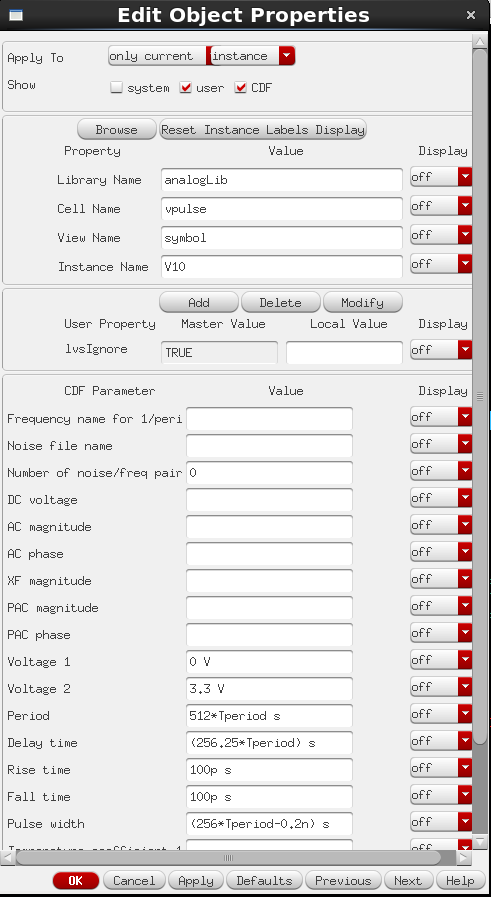 Edit Object Properties
Apply To only current instance
Show system user CDF
Browse Reset Instance Labels Display
Property Value Display
Library Name analogLib off
Cell Name vpulse off
View Name symbol off
Instance Name V10 off
Add Delete Modify
User Property Master Value Local Value Display
lvsIgnore TRUE off
CDF Parameter Value Display
Frequency name for 1/peri off
Noise file name off
Number of noise/freq pair 0 off
DC voltage off
AC magnitude off
AC phase off
XF magnitude off
PAC magnitude off
PAC phase off
Voltage 1 0 V off
Voltage 2 3.3 V off
Period 512*Tperiod s off
Delay time (256.25*Tperiod) s off
Rise time 100p s off
Fall time 100p s off
Pulse width (256*Tperiod-0.2n) s off
Temperature coefficient 1 off
OK Cancel Apply Defaults Previous Next Help